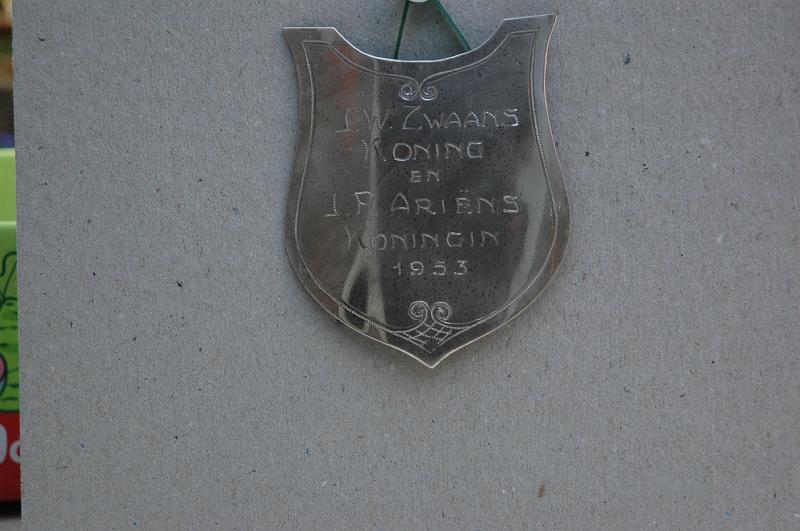 J.W. ZWAANS
KONING
EN
J.P. ARIËNS
KONINGIN
1953